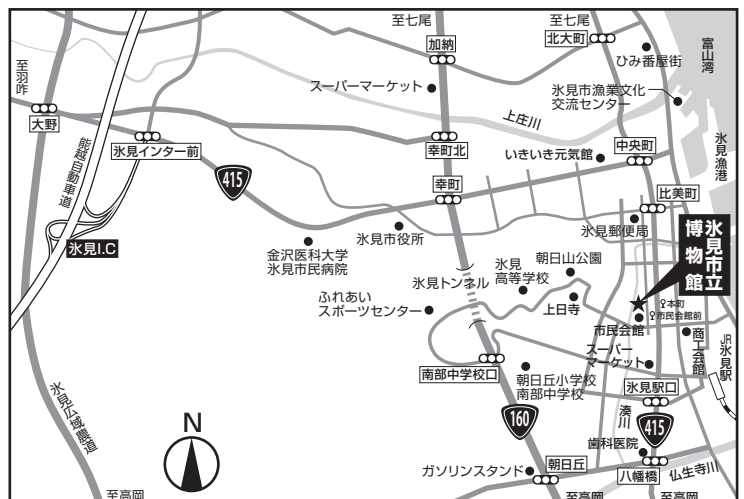 至七尾
至七尾
加納
北大町
富山湾
ひみ番屋街
至羽咋
スーパーマーケット
氷見市漁業文化
交流センター
上庄川
大野
氷見インター前
能越自動車道
幸町北
いきいき元気館
中央町
氷見漁港
415
幸町
比美町
氷見I.C
金沢医科大学
氷見市民病院
氷見市役所
氷見郵便局
氷見市立
博物館
朝日山公園
氷見
高等学校
氷見トンネル
上日寺
ふれあい
スポーツセンター
本町
市民会館前
市民会館
商工会館
JR氷見駅
スーパー
マーケット
南部中学校口
朝日丘小学校
南部中学校
氷見駅口
氷見広域農道
N
160
湊川
415
歯科医院
ガソリンスタンド
朝日丘
八幡橋
仏生寺川
至高岡
至高岡
至高岡